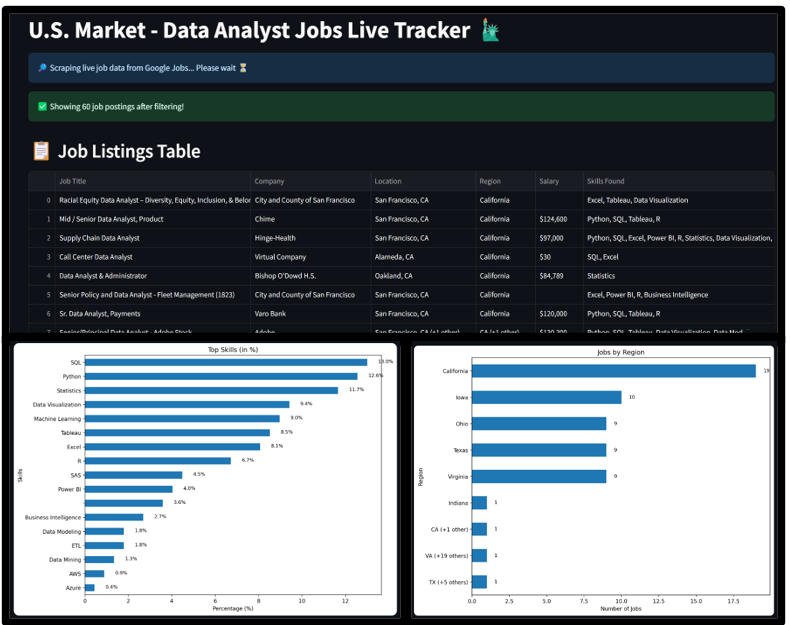 U.S. Market - Data Analyst Jobs Live Tracker 🗽
🔎 Scraping live job data from Google Jobs... Please wait ⏳
✅ Showing 60 job postings after filtering!
📋 Job Listings Table
Job Title Company Location Region Salary Skills Found
0 Racial Equity Data Analyst – Diversity, Equity, Inclusion, & Belon City and County of San Francisco San Francisco, CA California Excel, Tableau, Data Visualization
1 Mid / Senior Data Analyst, Product Chime San Francisco, CA California $124,600 Python, SQL, Tableau, R
2 Supply Chain Data Analyst Hinge-Health San Francisco, CA California $97,000 Python, SQL, Excel, Power BI, R, Statistics, Data Visualization,
3 Call Center Data Analyst Virtual Company Alameda, CA California $30 SQL, Excel
4 Data Analyst & Administrator Bishop O'Dowd H.S. Oakland, CA California $84,789 Statistics
5 Senior Policy and Data Analyst - Fleet Management (1823) City and County of San Francisco San Francisco, CA California Excel, Power BI, R, Business Intelligence
6 Sr. Data Analyst, Payments Varo Bank San Francisco, CA California $120,000 Python, SQL, Tableau, R
7 Senior/Principal Data Analyst - Adobe Stock Adobe San Francisco, CA (+1 other) CA (+1 other) Python, SQL, Tableau, Data Visualization, Data Mod
Top Skills (in %)
Skills
SQL 13.0%
Python 12.6%
Statistics 11.7%
Data Visualization 9.4%
Machine Learning 9.0%
Tableau 8.5%
Excel 8.1%
R 6.7%
SAS 4.5%
Power BI 4.0%
3.6%
Business Intelligence 2.7%
Data Modeling 1.8%
ETL 1.8%
Data Mining 1.3%
AWS 0.9%
Azure 0.4%
0 2 4 6 8 10 12
Percentage (%)
Jobs by Region
Region
California 19
Iowa 10
Ohio 9
Texas 9
Virginia 9
Indiana 1
CA (+1 other) 1
VA (+19 others) 1
TX (+5 others) 1
0.0 2.5 5.0 7.5 10.0 12.5 15.0 17.5
Number of Jobs